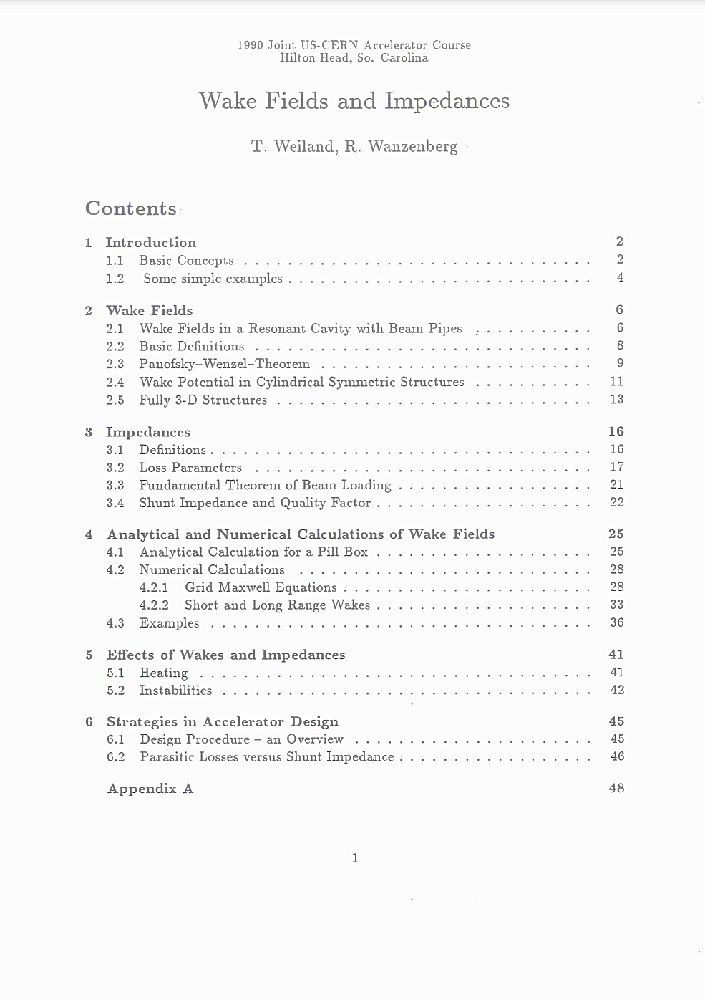 1990 Joint US-CERN Accelerator Course
Hilton Head, So. Carolina
Wake Fields and Impedances
T. Weiland, R. Wanzenberg
Contents
1 Introduction 2
1.1 Basic Concepts . . . . . . . . . . . . . . . . . . . . . . . . . . . . . . . . 2
1.2 Some simple examples . . . . . . . . . . . . . . . . . . . . . . . . . . . . 4
2 Wake Fields 6
2.1 Wake Fields in a Resonant Cavity with Beam Pipes . . . . . . . . . . . 6
2.2 Basic Definitions . . . . . . . . . . . . . . . . . . . . . . . . . . . . . . . 8
2.3 Panofsky–Wenzel–Theorem . . . . . . . . . . . . . . . . . . . . . . . . . 9
2.4 Wake Potential in Cylindrical Symmetric Structures . . . . . . . . . . . 11
2.5 Fully 3-D Structures . . . . . . . . . . . . . . . . . . . . . . . . . . . . . 13
3 Impedances 16
3.1 Definitions . . . . . . . . . . . . . . . . . . . . . . . . . . . . . . . . . . . 16
3.2 Loss Parameters . . . . . . . . . . . . . . . . . . . . . . . . . . . . . . . 17
3.3 Fundamental Theorem of Beam Loading . . . . . . . . . . . . . . . . . . 21
3.4 Shunt Impedance and Quality Factor . . . . . . . . . . . . . . . . . . . . 22
4 Analytical and Numerical Calculations of Wake Fields 25
4.1 Analytical Calculation for a Pill Box . . . . . . . . . . . . . . . . . . . . 25
4.2 Numerical Calculations . . . . . . . . . . . . . . . . . . . . . . . . . . . 28
4.2.1 Grid Maxwell Equations . . . . . . . . . . . . . . . . . . . . . . . 28
4.2.2 Short and Long Range Wakes . . . . . . . . . . . . . . . . . . . . 33
4.3 Examples . . . . . . . . . . . . . . . . . . . . . . . . . . . . . . . . . . . 36
5 Effects of Wakes and Impedances 41
5.1 Heating . . . . . . . . . . . . . . . . . . . . . . . . . . . . . . . . . . . . 41
5.2 Instabilities . . . . . . . . . . . . . . . . . . . . . . . . . . . . . . . . . . 42
6 Strategies in Accelerator Design 45
6.1 Design Procedure – an Overview . . . . . . . . . . . . . . . . . . . . . . 45
6.2 Parasitic Losses versus Shunt Impedance . . . . . . . . . . . . . . . . . . 46
Appendix A 48
1